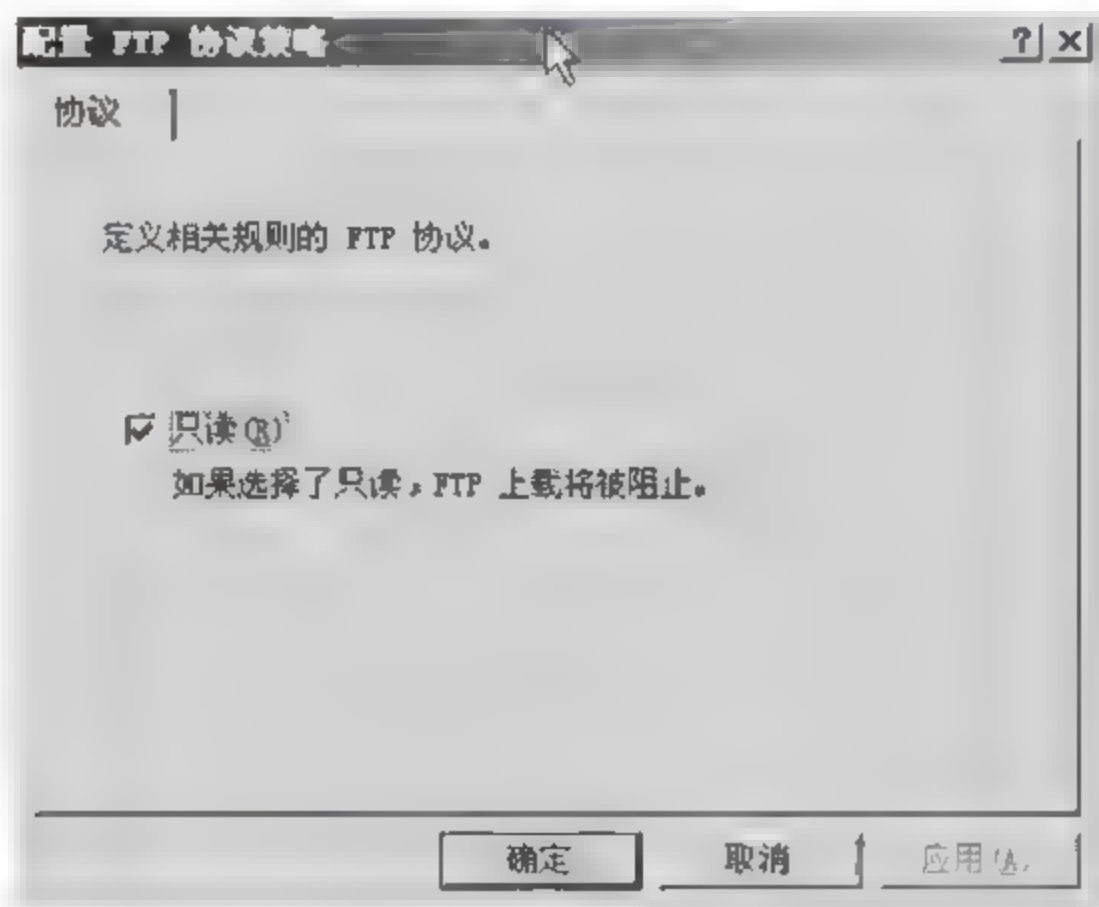 配置 FTP 协议策略
协议
定义相关规则的 FTP 协议。
只读(R)
如果选择了只读，FTP 上载将被阻止。
确定 取消 应用(A)